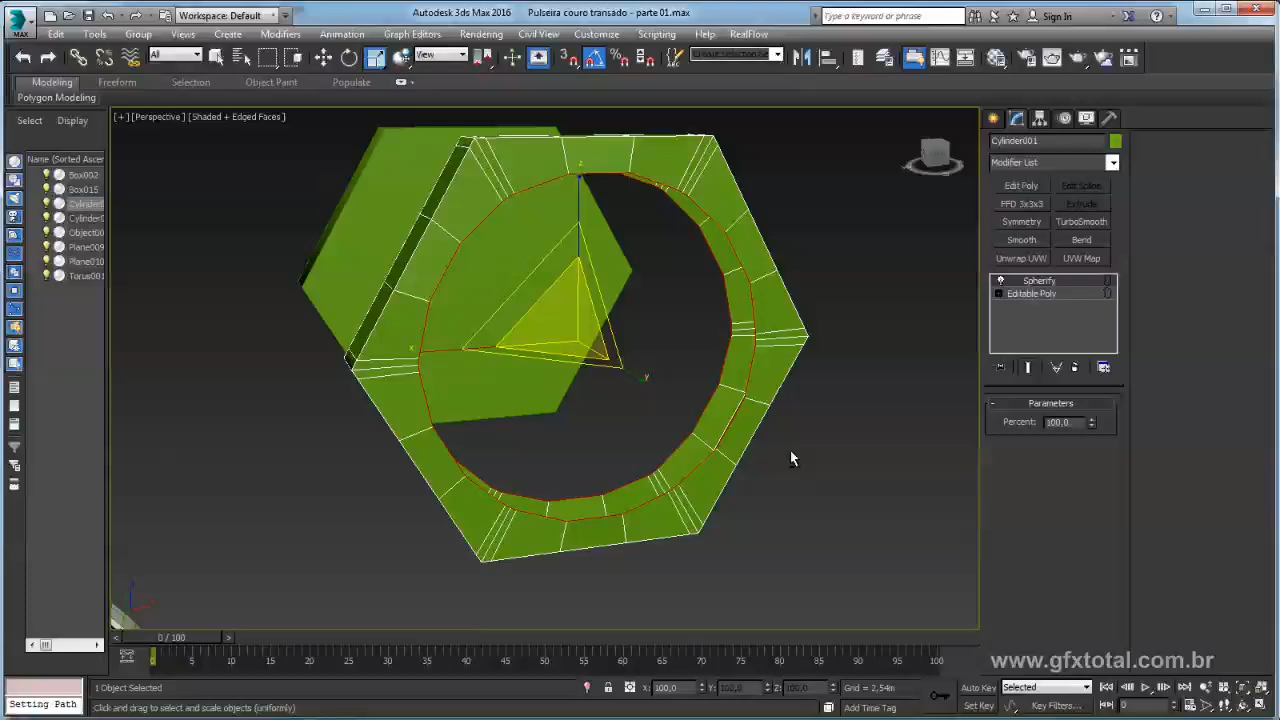 Workspace: Default
Autodesk 3ds Max 2016 Pulseira couro transado - parte 01.max
Type a keyword or phrase
Sign In
MAX
Edit Tools Group Views Create Modifiers Animation Graph Editors Rendering Civil View Customize Scripting Help RealFlow
All
View
Modeling Freeform Selection Object Paint Populate
Polygon Modeling
Select Display
[+] [Perspective] [Shaded + Edged Faces]
Name (Sorted Ascen
Box002
Box015
Cylinder0
Cylinder0
Object00
Plane009
Plane010
Torus001
z
x
y
Cylinder001
Modifier List
Edit Poly Edit Spline
FFD 3x3x3 Extrude
Symmetry TurboSmooth
Smooth Bend
Unwrap UVW UVW Map
Spherify
Editable Poly
Parameters
Percent: 100,0
0 / 100
0 5 10 15 20 25 30 35 40 45 50 55 60 65 70 75 80 85 90 95 100
www.gfxtotal.com.br
1 Object Selected
X: 100,0 Y: 100,0 Z: 100,0 Grid = 2,54m
Auto Key Selected
Setting Path
Click and drag to select and scale objects (uniformly)
Add Time Tag
Set Key Key Filters...
0